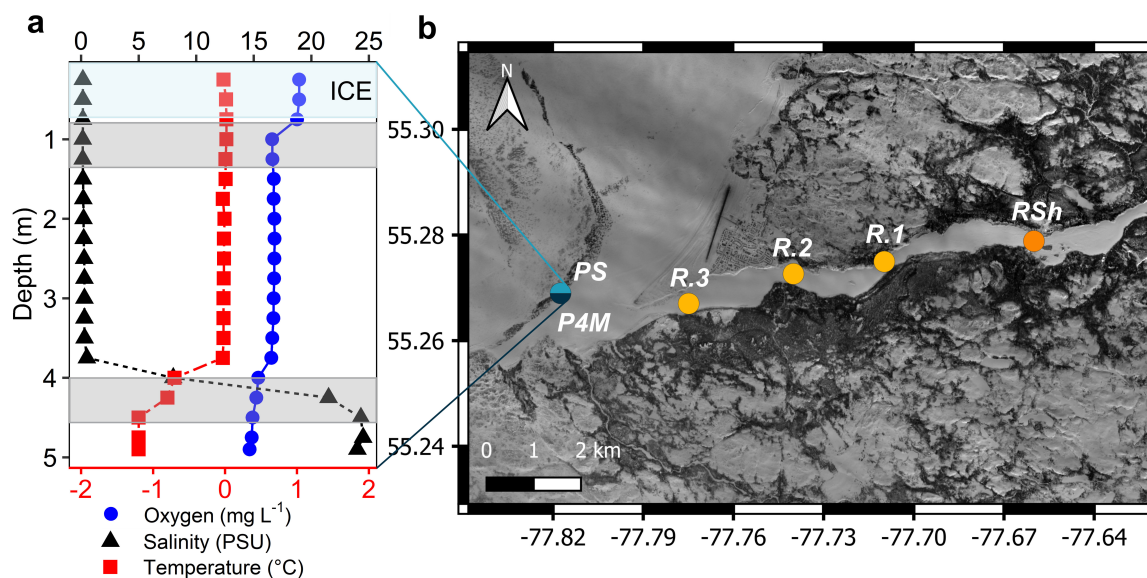 a
0 5 10 15 20 25
ICE
Depth (m)
1
2
3
4
5
-2 -1 0 1 2
Oxygen (mg L⁻¹)
Salinity (PSU)
Temperature (°C)
b
N
55.30
55.28
55.26
55.24
PS
P4M
R.3
R.2
R.1
RSh
0 1 2 km
-77.82 -77.79 -77.76 -77.73 -77.70 -77.67 -77.64